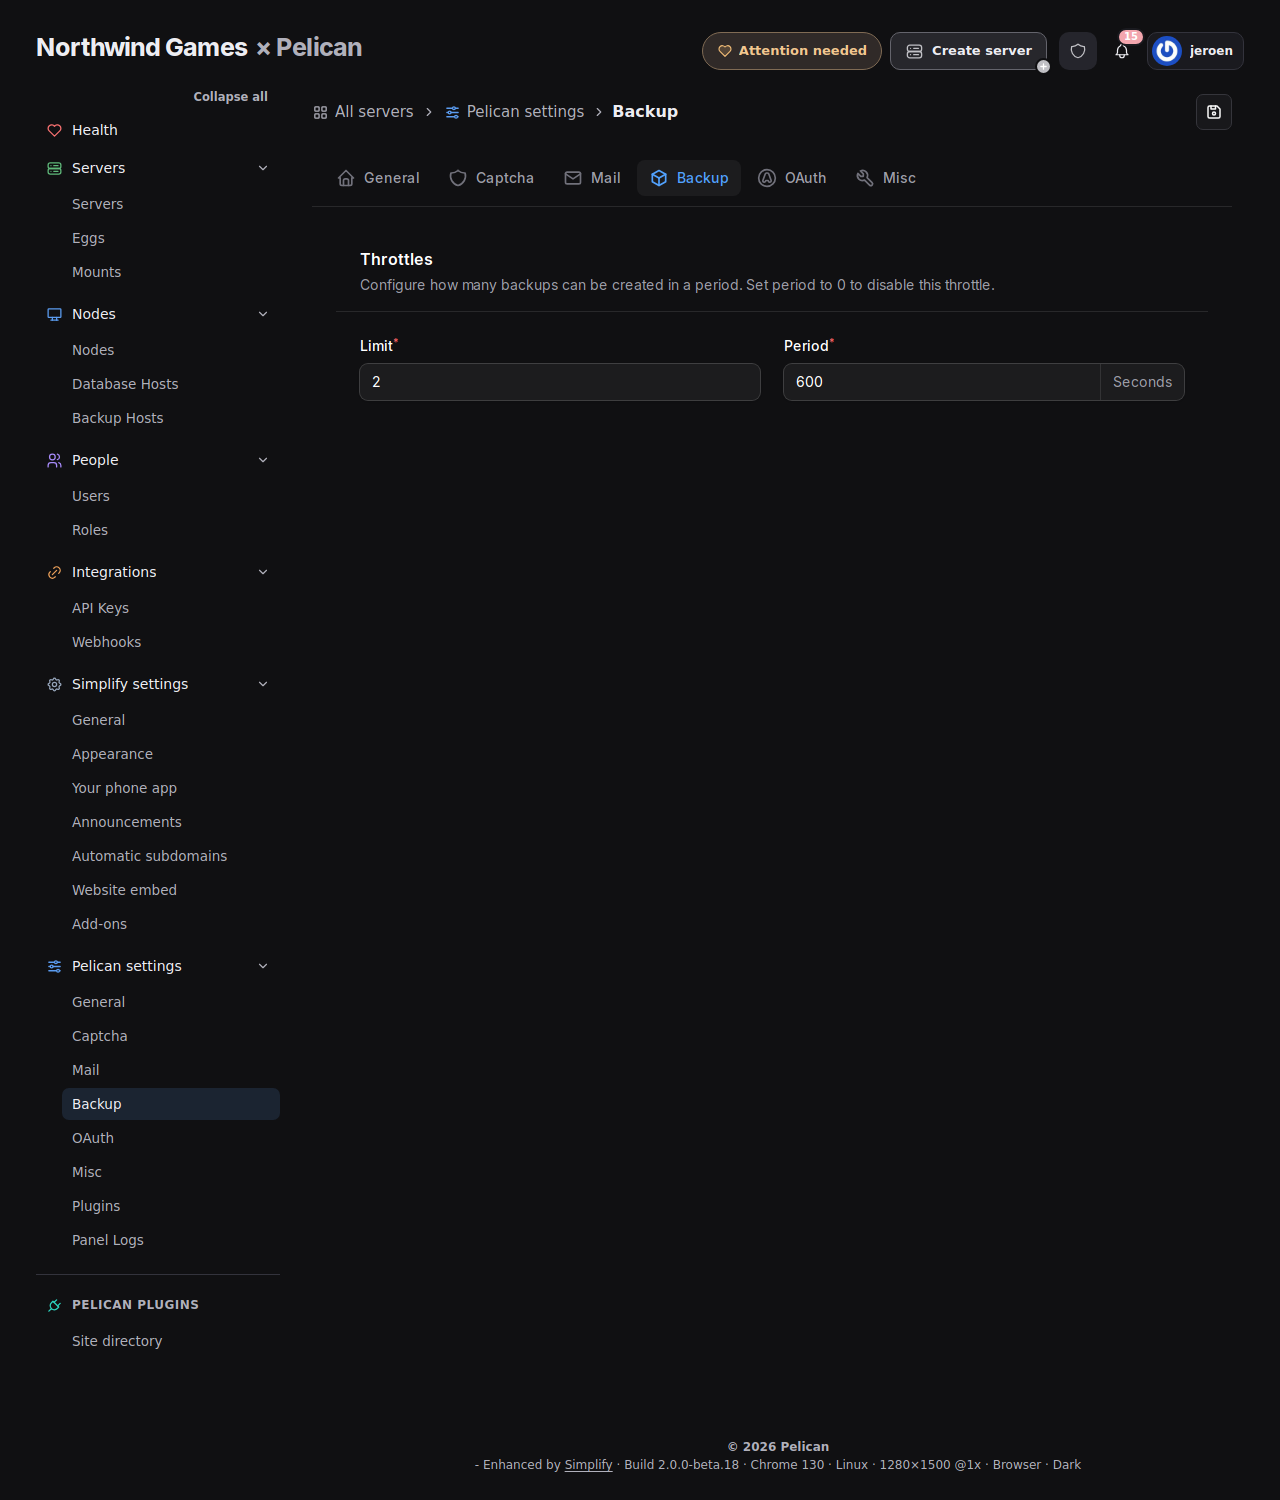 Northwind Games × Pelican
Attention needed
Create server
15
jeroen
Collapse all
Health
Servers
Servers
Eggs
Mounts
Nodes
Nodes
Database Hosts
Backup Hosts
People
Users
Roles
Integrations
API Keys
Webhooks
Simplify settings
General
Appearance
Your phone app
Announcements
Automatic subdomains
Website embed
Add-ons
Pelican settings
General
Captcha
Mail
Backup
OAuth
Misc
Plugins
Panel Logs
PELICAN PLUGINS
Site directory
All servers > Pelican settings > Backup
General Captcha Mail Backup OAuth Misc
Throttles
Configure how many backups can be created in a period. Set period to 0 to disable this throttle.
Limit* Period*
2 600 Seconds
© 2026 Pelican
- Enhanced by Simplify · Build 2.0.0-beta.18 · Chrome 130 · Linux · 1280×1500 @1x · Browser · Dark